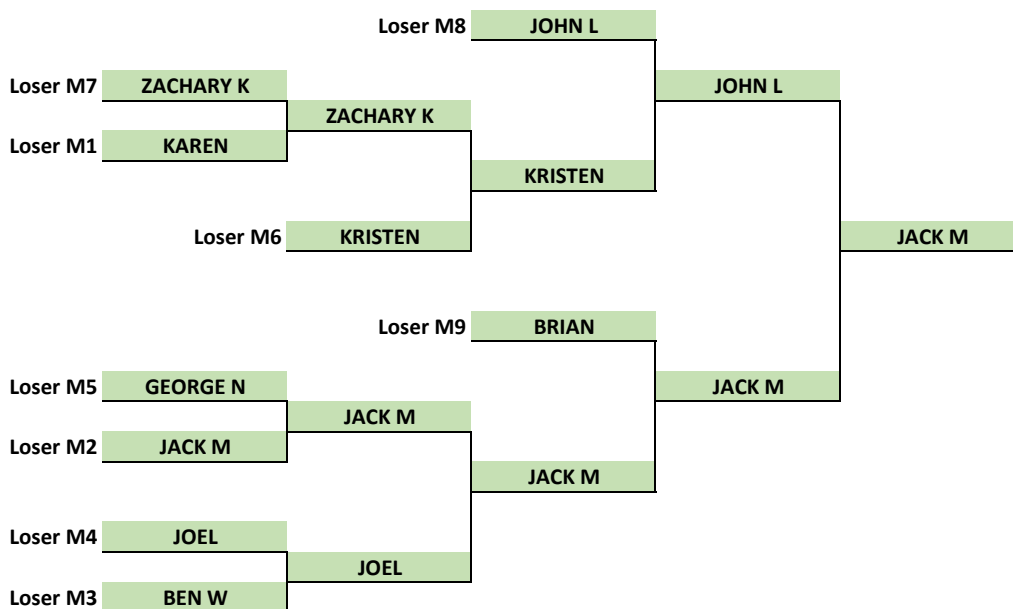 Loser M8 JOHN L
Loser M7 ZACHARY K JOHN L
ZACHARY K
Loser M1 KAREN
KRISTEN
Loser M6 KRISTEN JACK M
Loser M9 BRIAN
Loser M5 GEORGE N JACK M
JACK M
Loser M2 JACK M
JACK M
Loser M4 JOEL
JOEL
Loser M3 BEN W